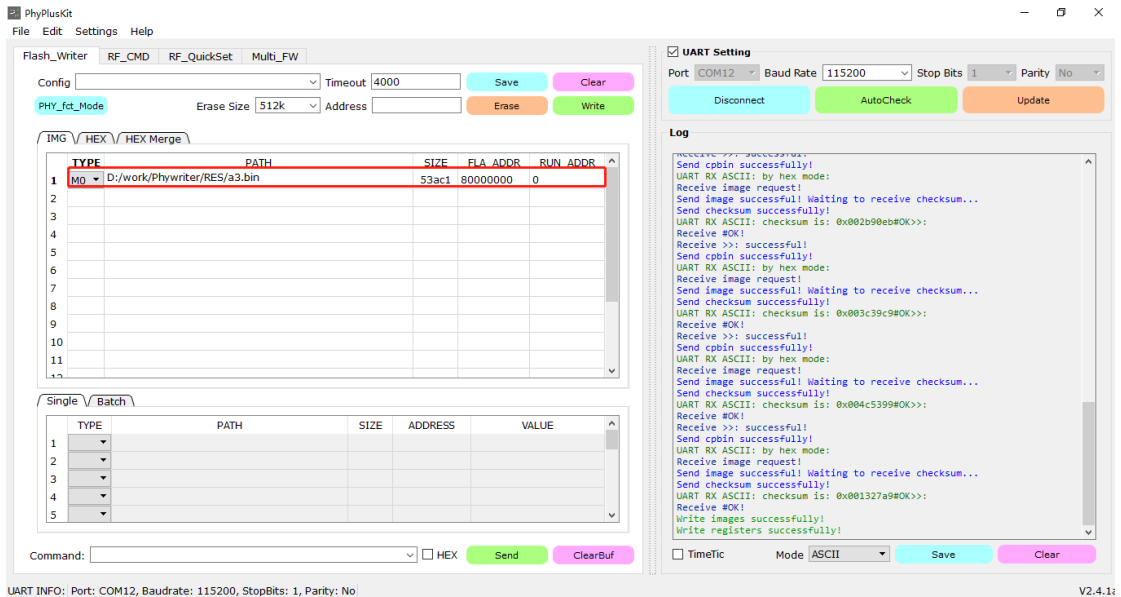 PhyPlusKit
File Edit Settings Help
Flash_Writer RF_CMD RF_QuickSet Multi_FW
Config Timeout 4000 Save Clear
PHY_fct_Mode Erase Size 512k Address Erase Write
IMG HEX HEX Merge
TYPE PATH SIZE FLA_ADDR RUN_ADDR
1 M0 D:/work/Phywriter/RES/a3.bin 53ac1 80000000 0
2
3
4
5
6
7
8
9
10
11
12
Single Batch
TYPE PATH SIZE ADDRESS VALUE
1
2
3
4
5
Command: HEX Send ClearBuf
UART Setting
Port COM12 Baud Rate 115200 Stop Bits 1 Parity No
Disconnect AutoCheck Update
Log
Receive >>: successful!
Send cpbin successfully!
UART RX ASCII: by hex mode:
Receive image request!
Send image successful! Waiting to receive checksum...
Send checksum successfully!
UART RX ASCII: checksum is: 0x002b90eb#OK>>:
Receive #OK!
Receive >>: successful!
Send cpbin successfully!
UART RX ASCII: by hex mode:
Receive image request!
Send image successful! Waiting to receive checksum...
Send checksum successfully!
UART RX ASCII: checksum is: 0x003c39c9#OK>>:
Receive #OK!
Receive >>: successful!
Send cpbin successfully!
UART RX ASCII: by hex mode:
Receive image request!
Send image successful! Waiting to receive checksum...
Send checksum successfully!
UART RX ASCII: checksum is: 0x004c5399#OK>>:
Receive #OK!
Receive >>: successful!
Send cpbin successfully!
UART RX ASCII: by hex mode:
Receive image request!
Send image successful! Waiting to receive checksum...
Send checksum successfully!
UART RX ASCII: checksum is: 0x001327a9#OK>>:
Receive #OK!
Write images successfully!
Write registers successfully!
TimeTic Mode ASCII Save Clear
UART INFO: Port: COM12, Baudrate: 115200, StopBits: 1, Parity: No V2.4.1a